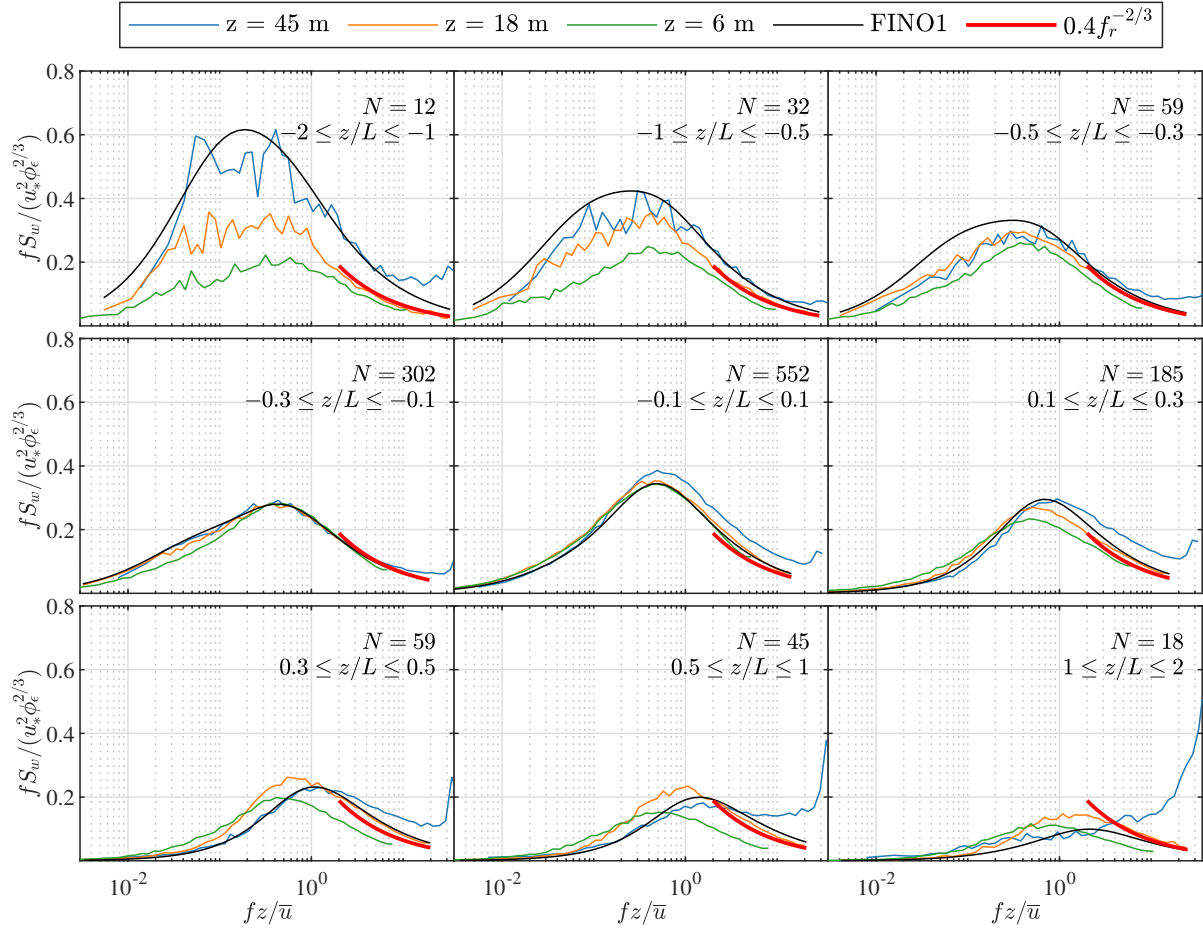 z = 45 m z = 18 m z = 6 m FINO1 0.4f_r^{-2/3}
0.8
0.6
0.4
0.2
fS_w/(u_*^2 ϕ_ϵ^{2/3})
N = 12
−2 ≤ z/L ≤ −1
N = 32
−1 ≤ z/L ≤ −0.5
N = 59
−0.5 ≤ z/L ≤ −0.3
0.8
0.6
0.4
0.2
fS_w/(u_*^2 ϕ_ϵ^{2/3})
N = 302
−0.3 ≤ z/L ≤ −0.1
N = 552
−0.1 ≤ z/L ≤ 0.1
N = 185
0.1 ≤ z/L ≤ 0.3
0.8
0.6
0.4
0.2
fS_w/(u_*^2 ϕ_ϵ^{2/3})
N = 59
0.3 ≤ z/L ≤ 0.5
N = 45
0.5 ≤ z/L ≤ 1
N = 18
1 ≤ z/L ≤ 2
10^{-2} 10^0 10^{-2} 10^0 10^{-2} 10^0
fz/u̅ fz/u̅ fz/u̅